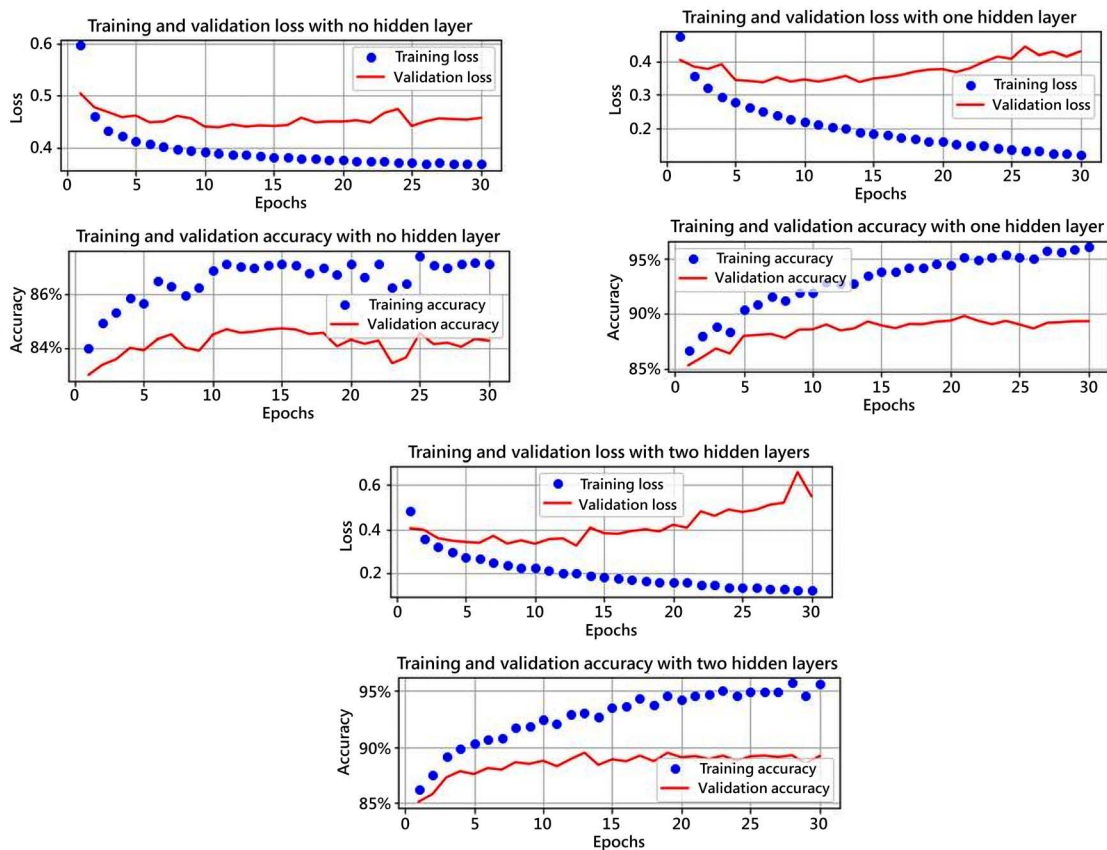 Training and validation loss with no hidden layer
0.6
0.5
0.4
Loss
Training loss
Validation loss
0 5 10 15 20 25 30
Epochs
Training and validation loss with one hidden layer
0.4
0.3
0.2
Loss
Training loss
Validation loss
0 5 10 15 20 25 30
Epochs
Training and validation accuracy with no hidden layer
86%
84%
Accuracy
Training accuracy
Validation accuracy
0 5 10 15 20 25 30
Epochs
Training and validation accuracy with one hidden layer
95%
90%
85%
Accuracy
Training accuracy
Validation accuracy
0 5 10 15 20 25 30
Epochs
Training and validation loss with two hidden layers
0.6
0.4
0.2
Loss
Training loss
Validation loss
0 5 10 15 20 25 30
Epochs
Training and validation accuracy with two hidden layers
95%
90%
85%
Accuracy
Training accuracy
Validation accuracy
0 5 10 15 20 25 30
Epochs